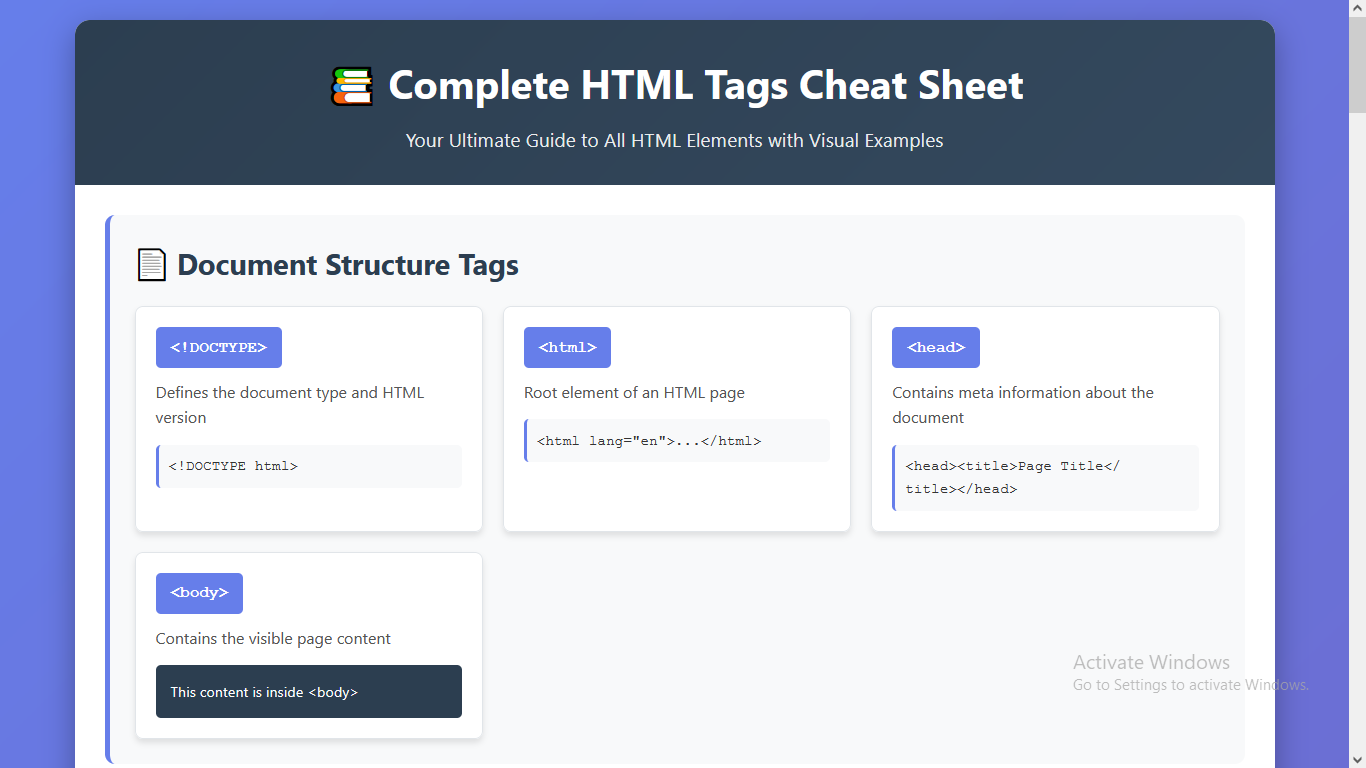 Complete HTML Tags Cheat Sheet
Your Ultimate Guide to All HTML Elements with Visual Examples
Document Structure Tags
<!DOCTYPE>
Defines the document type and HTML
version
<!DOCTYPE html>
<html>
Root element of an HTML page
<html lang="en">...</html>
<head>
Contains meta information about the
document
<head><title>Page Title</
title></head>
<body>
Contains the visible page content
This content is inside <body>
Activate Windows
Go to Settings to activate Windows.